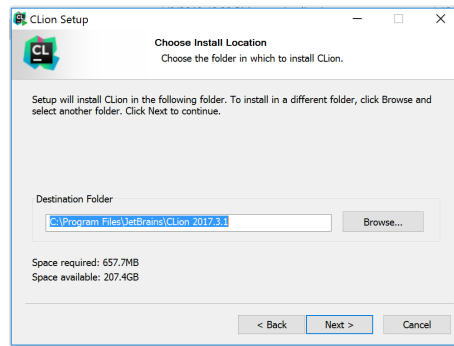 CLion Setup
CL
Choose Install Location
Choose the folder in which to install CLion.
Setup will install CLion in the following folder. To install in a different folder, click Browse and
select another folder. Click Next to continue.
Destination Folder
C:\Program Files\JetBrains\CLion 2017.3.1
Browse...
Space required: 657.7MB
Space available: 207.4GB
< Back
Next >
Cancel